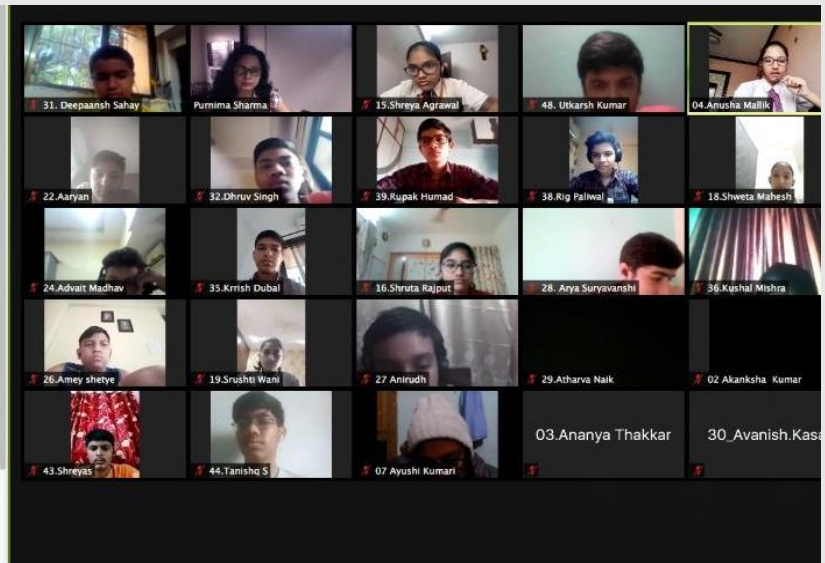 31. Deepaansh Sahay
Purnima Sharma
15.Shreya Agrawal
48. Utkarsh Kumar
04.Anusha Mallik
22.Aaryan
32.Dhruv Singh
39.Rupak Humad
38.Rig Paliwal
18.Shweta Mahesh
24.Advait Madhav
35.Krrish Dubal
16.Shruta Rajput
28. Arya Suryavanshi
36.Kushal Mishra
26.Amey shetye
19.Srushti Wani
27 Anirudh
29.Atharva Naik
02 Akanksha Kumar
43.Shreyas
44.Tanishq S
07 Ayushi Kumari
03.Ananya Thakkar
30_Avanish.Kasa